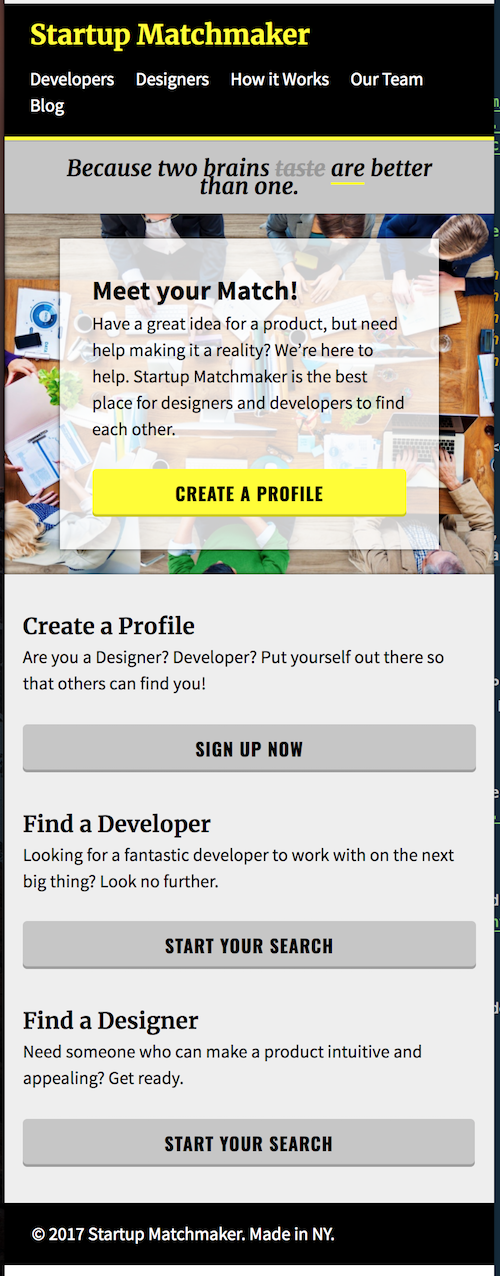 Startup Matchmaker
Developers Designers How it Works Our Team
Blog
Because two brains taste are better
than one.
Meet your Match!
Have a great idea for a product, but need
help making it a reality? We’re here to
help. Startup Matchmaker is the best
place for designers and developers to find
each other.
CREATE A PROFILE
Create a Profile
Are you a Designer? Developer? Put yourself out there so
that others can find you!
SIGN UP NOW
Find a Developer
Looking for a fantastic developer to work with on the next
big thing? Look no further.
START YOUR SEARCH
Find a Designer
Need someone who can make a product intuitive and
appealing? Get ready.
START YOUR SEARCH
© 2017 Startup Matchmaker. Made in NY.